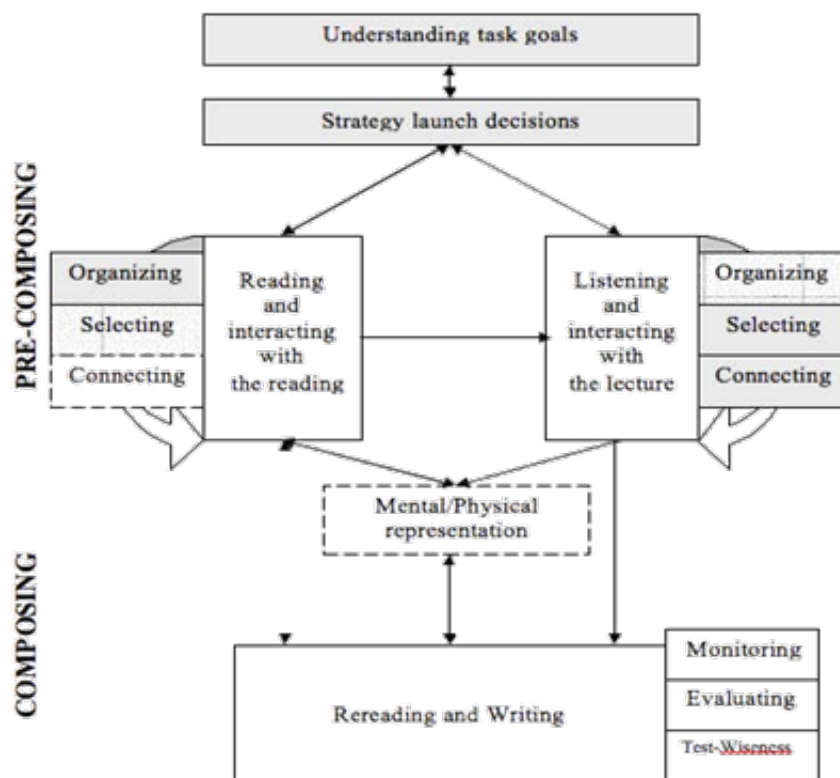 Understanding task goals
Strategy launch decisions
PRE-COMPOSING
Organizing
Selecting
Connecting
Reading
and
interacting
with
the reading
Listening
and
interacting
with
the lecture
Organizing
Selecting
Connecting
Mental/Physical
representation
COMPOSING
Rereading and Writing
Monitoring
Evaluating
Test-Wiseness